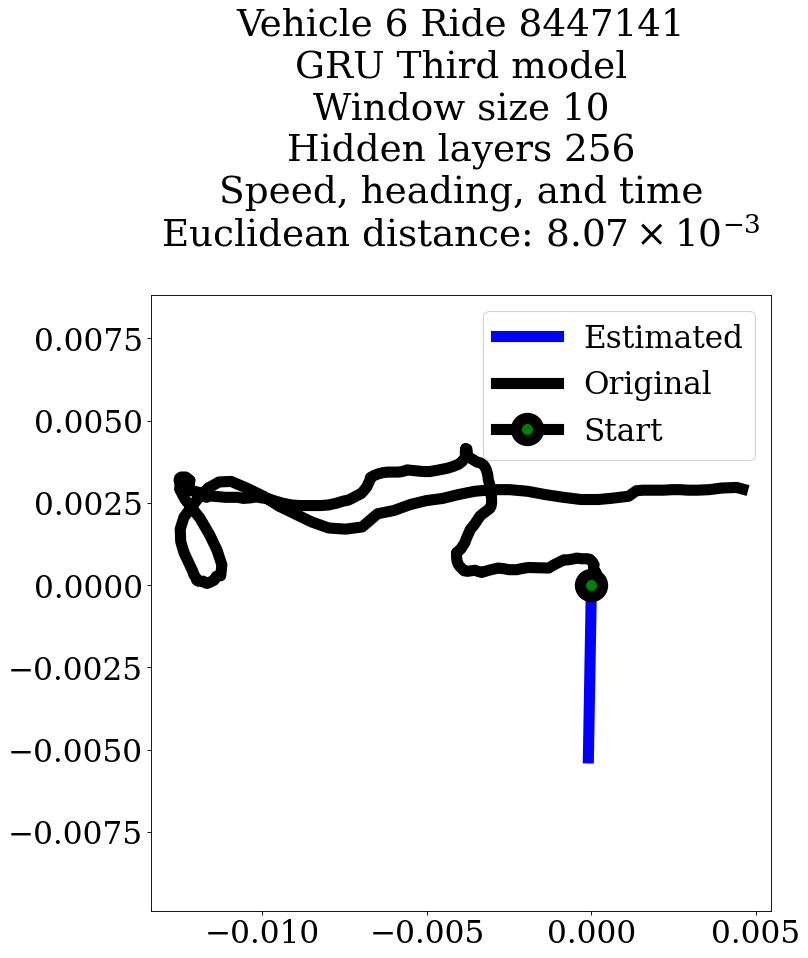 Vehicle 6 Ride 8447141
GRU Third model
Window size 10
Hidden layers 256
Speed, heading, and time
Euclidean distance: 8.07 × 10⁻³
Estimated
Original
Start
0.0075
0.0050
0.0025
0.0000
−0.0025
−0.0050
−0.0075
−0.010
−0.005
0.000
0.005